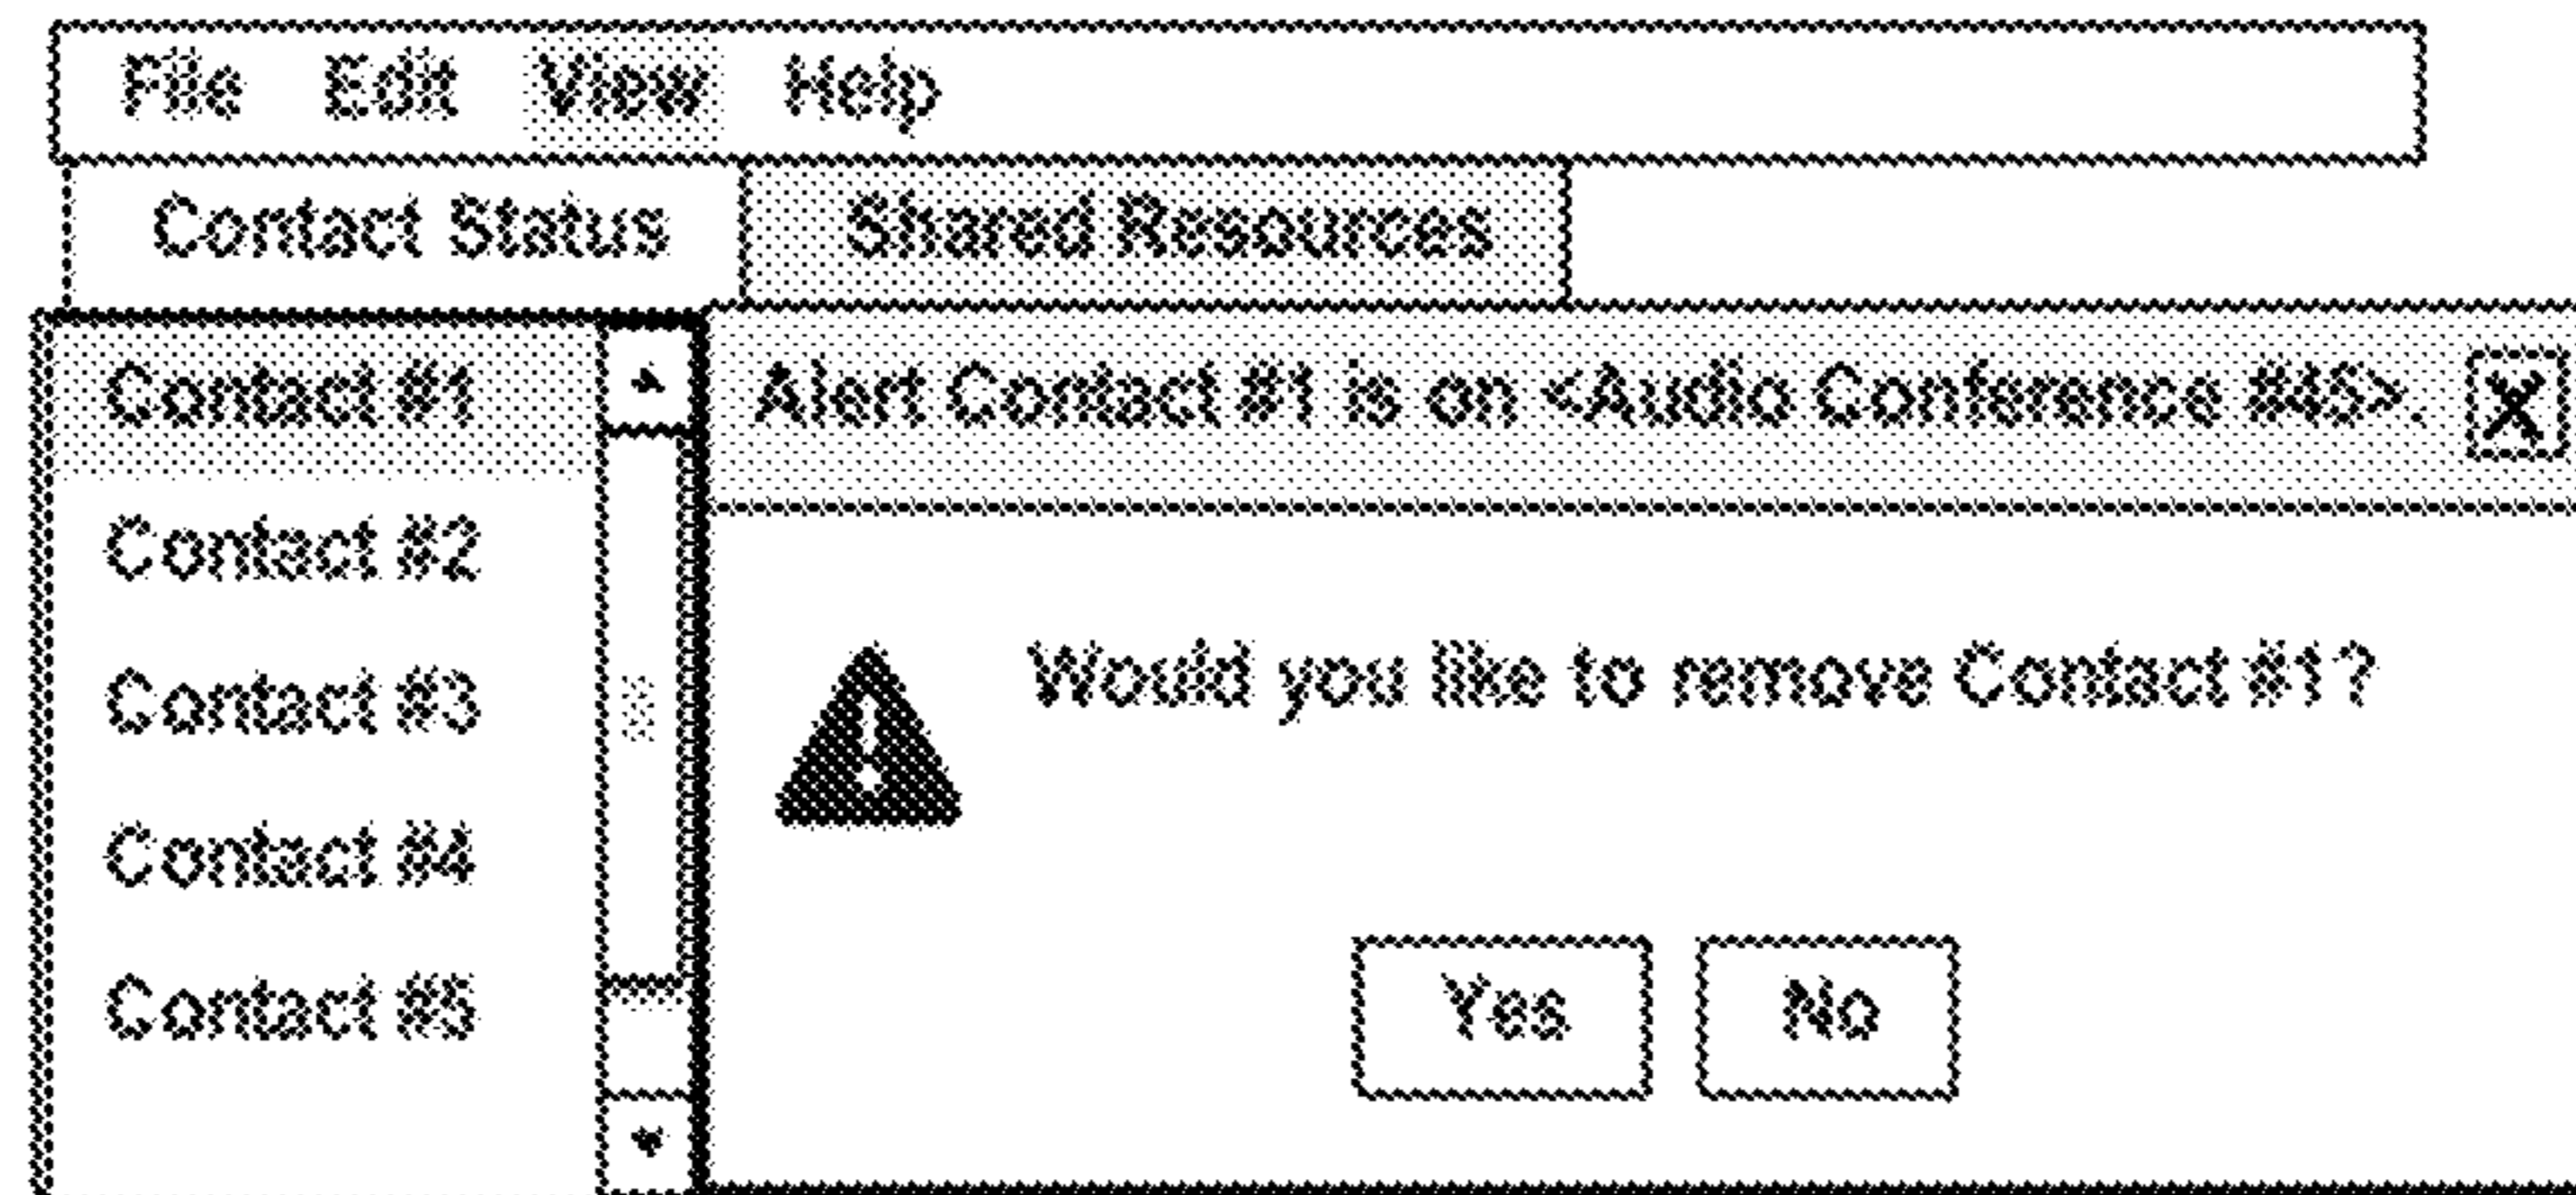 File Edit View Help
Contact Status Shared Resources
Contact #1
Contact #2
Contact #3
Contact #4
Contact #5
Alert Contact #1 is on <Audio Conference #45>. X
Would you like to remove Contact #1?
Yes No